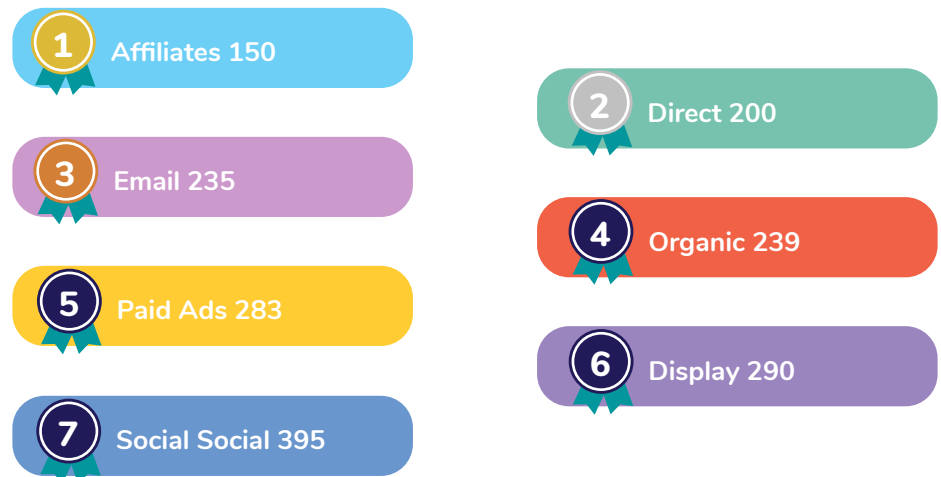 1
Affiliates 150
2
Direct 200
3
Email 235
4
Organic 239
5
Paid Ads 283
6
Display 290
7
Social Social 395